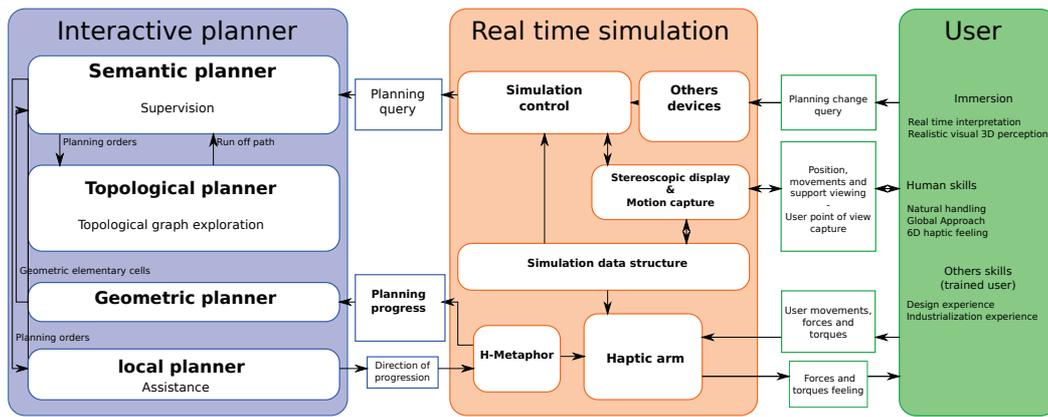 Interactive planner
Semantic planner
Supervision
Planning orders
Run off path
Topological planner
Topological graph exploration
Geometric elementary cells
Geometric planner
Planning orders
local planner
Assistance
Planning
query
Planning
progress
Direction of
progression
Real time simulation
Simulation
control
Others
devices
Stereoscopic display
&
Motion capture
Simulation data structure
H-Metaphor
Haptic arm
Planning change
query
Position,
movements and
support viewing
-
User point of view
capture
User movements,
forces and
torques
Forces and
torques feeling
User
Immersion
Real time interpretation
Realistic visual 3D perception
Human skills
Natural handling
Global Approach
6D haptic feeling
Others skills
(trained user)
Design experience
Industrialization experience